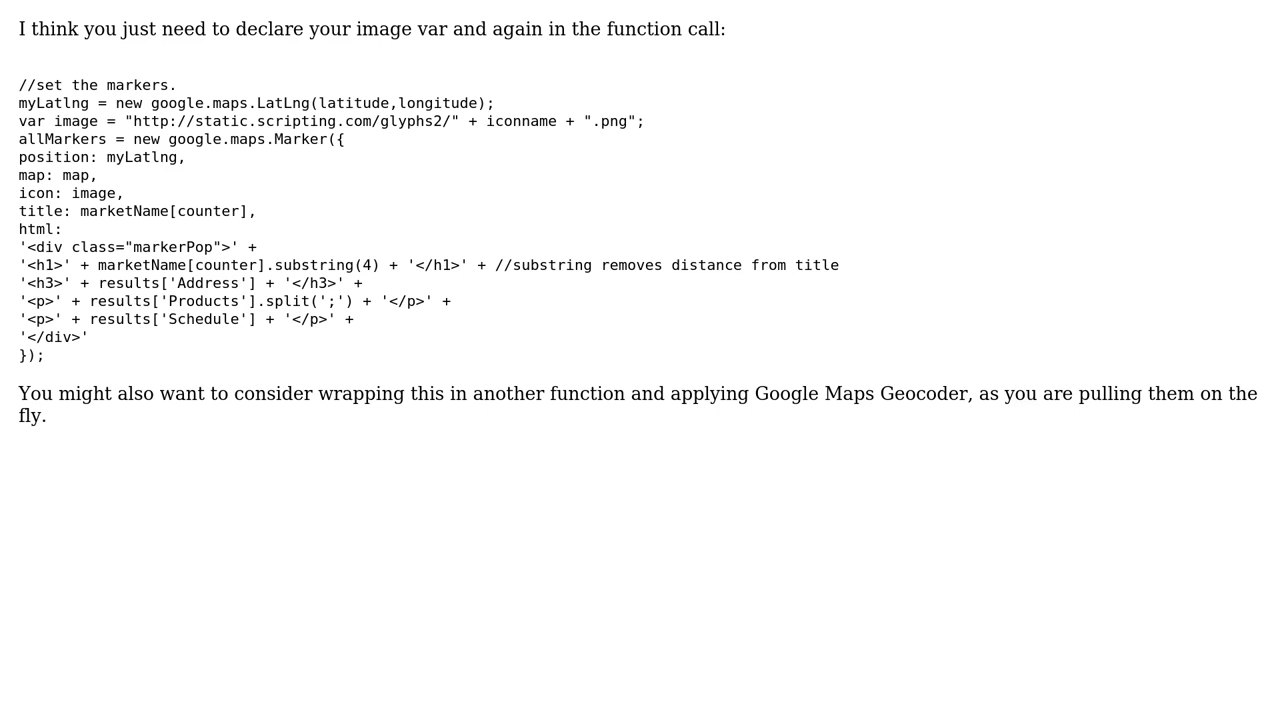 I think you just need to declare your image var and again in the function call:
//set the markers.
myLatlng = new google.maps.LatLng(latitude,longitude);
var image = "http://static.scripting.com/glyphs2/" + iconname + ".png";
allMarkers = new google.maps.Marker({
position: myLatlng,
map: map,
icon: image,
title: marketName[counter],
html:
'<div class="markerPop">' +
'<h1>' + marketName[counter].substring(4) + '</h1>' + //substring removes distance from title
'<h3>' + results['Address'] + '</h3>' +
'<p>' + results['Products'].split(';') + '</p>' +
'<p>' + results['Schedule'] + '</p>' +
'</div>'
});
You might also want to consider wrapping this in another function and applying Google Maps Geocoder, as you are pulling them on the
fly.